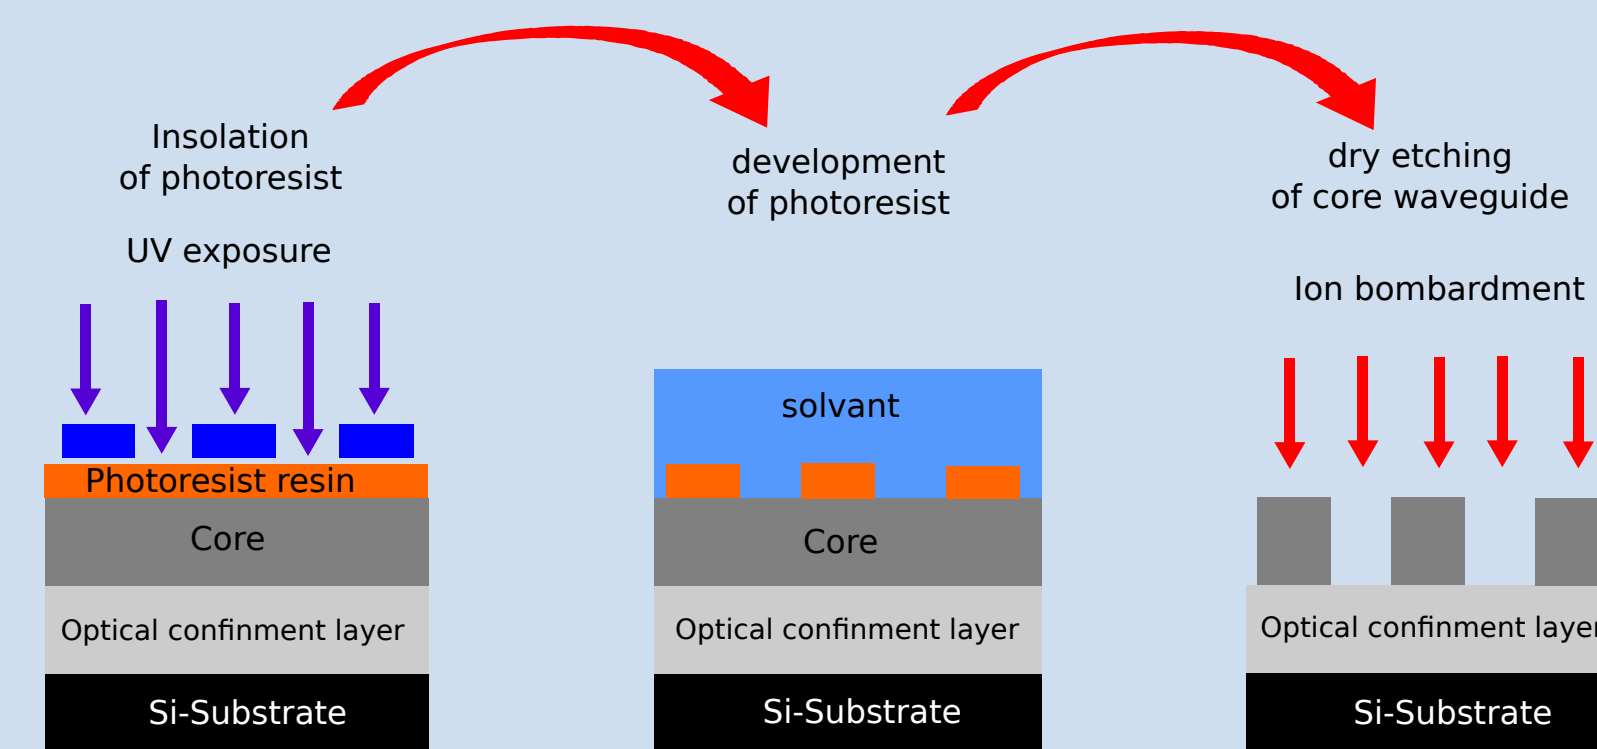 Insolation
of photoresist
UV exposure
Photoresist resin
Core
Optical confinment layer
Si-Substrate
development
of photoresist
solvant
Core
Optical confinment layer
Si-Substrate
dry etching
of core waveguide
Ion bombardment
Optical confinment layer
Si-Substrate